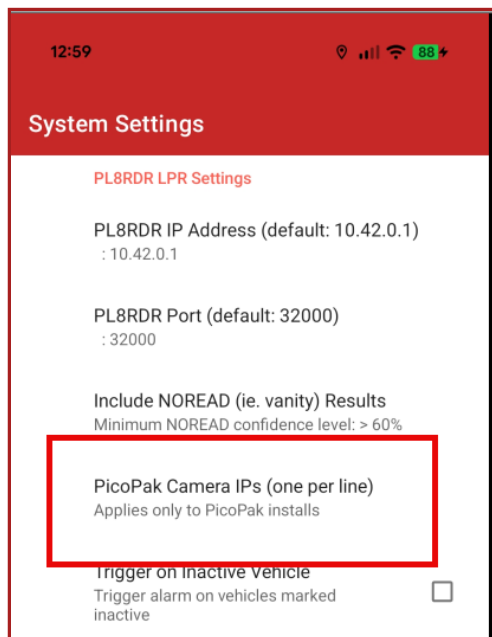 12:59
88
System Settings
PL8RDR LPR Settings
PL8RDR IP Address (default: 10.42.0.1)
: 10.42.0.1
PL8RDR Port (default: 32000)
: 32000
Include NOREAD (ie. vanity) Results
Minimum NOREAD confidence level: > 60%
PicoPak Camera IPs (one per line)
Applies only to PicoPak installs
Trigger on Inactive Vehicle
Trigger alarm on vehicles marked
inactive